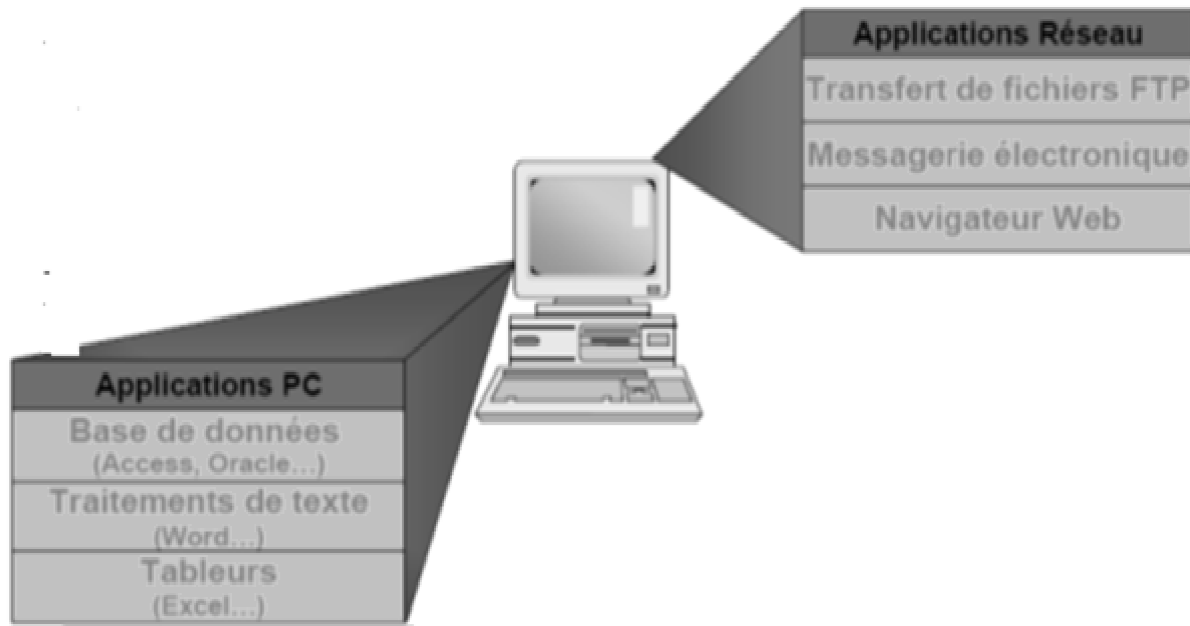 Applications Réseau
Transfert de fichiers FTP
Messagerie électronique
Navigateur Web
Applications PC
Base de données
(Access, Oracle...)
Traitements de texte
(Word...)
Tableurs
(Excel...)